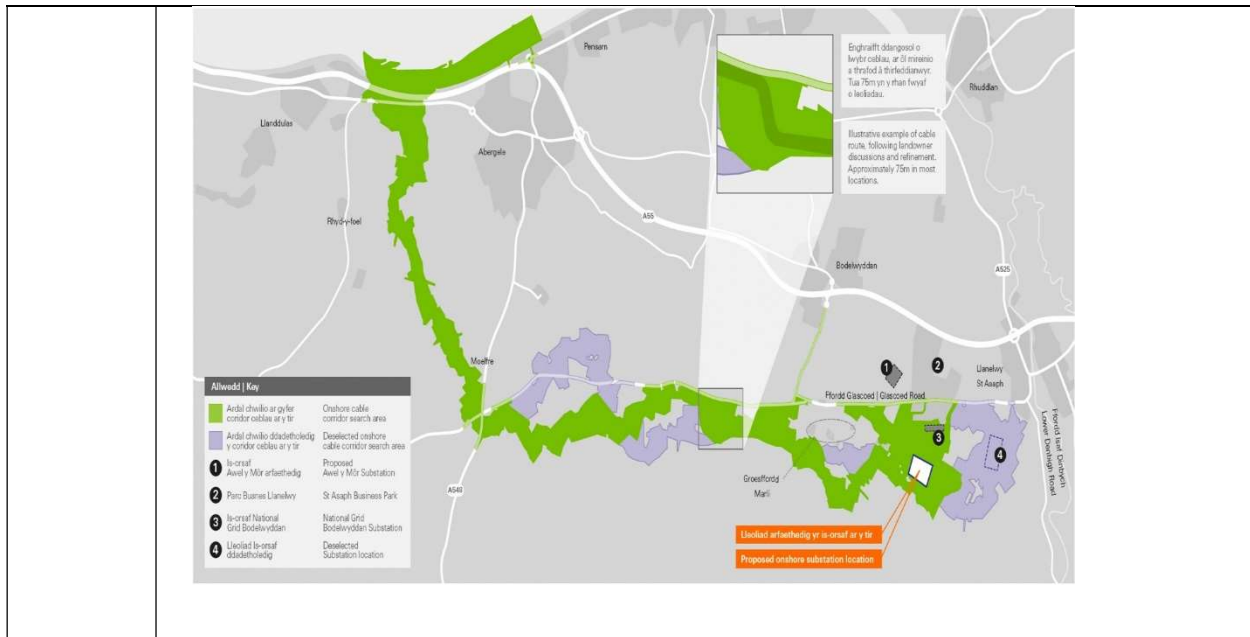 Pensarn
Llanddulas
Abergele
Rhyd-y-foel
Moelfre
A55
A548
Bodelwyddan
Rhuddlan
A525
Llanelwy
St Asaph
Ffordd Glascoed | Glascoed Road
Groesffordd
Marli
Ffordd Isaf Dinbych
Lower Denbigh Road
1
2
3
4
Enghraifft ddangosol o
lwybr ceblau, ar ôl mireinio
a thrafod â thirfeddianwyr.
Tua 75m yn y rhan fwyaf
o leoliadau.
Illustrative example of cable
route, following landowner
discussions and refinement.
Approximately 75m in most
locations.
Lleoliad arfaethedig yr is-orsaf ar y tir
Proposed onshore substation location
Allwedd | Key
Ardal chwilio ar gyfer
coridor ceblau ar y tir
Onshore cable
corridor search area
Ardal chwilio ddadetholedig
y coridor ceblau ar y tir
Deselected onshore
cable corridor search area
1
Is-orsaf
Awel y Môr arfaethedig
Proposed
Awel y Môr Substation
2
Parc Busnes Llanelwy
St Asaph Business Park
3
Is-orsaf National
Grid Bodelwyddan
National Grid
Bodelwyddan Substation
4
Lleoliad Is-orsaf
ddadetholedig
Deselected
Substation location